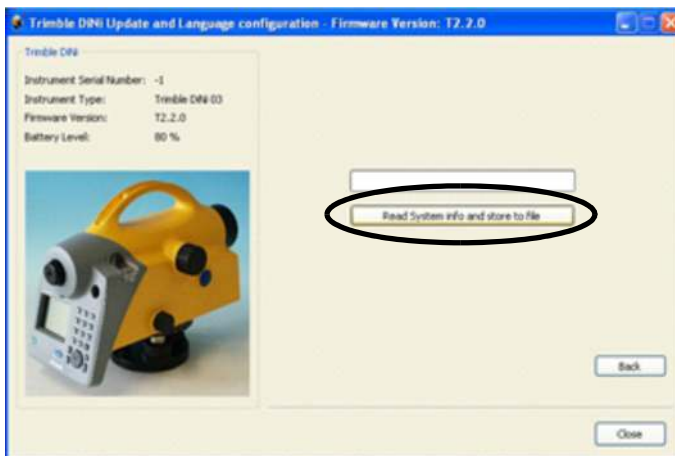 Trimble DiNi Update and Language configuration - Firmware Version: T2.2.0
Trimble DiNi
Instrument Serial Number: -1
Instrument Type: Trimble DiNi 03
Firmware Version: T2.2.0
Battery Level: 80 %
Read System info and store to file
Back
Close